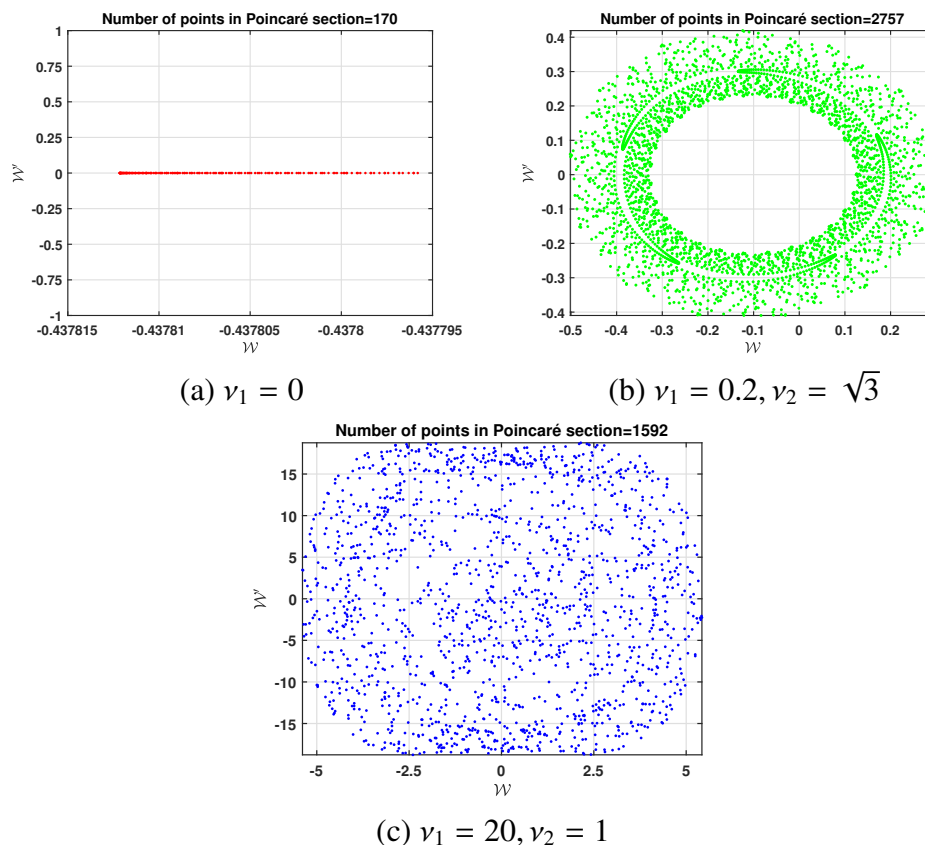 Number of points in Poincaré section=170
1
0.75
0.5
0.25
0
-0.25
-0.5
-0.75
-1
𝒲′
-0.437815 -0.43781 -0.437805 -0.4378 -0.437795
𝒲
(a) ν₁ = 0
Number of points in Poincaré section=2757
0.4
0.3
0.2
0.1
0
-0.1
-0.2
-0.3
-0.4
𝒲′
-0.5 -0.4 -0.3 -0.2 -0.1 0 0.1 0.2
𝒲
(b) ν₁ = 0.2, ν₂ = √3
Number of points in Poincaré section=1592
15
10
5
0
-5
-10
-15
𝒲′
-5 -2.5 0 2.5 5
𝒲
(c) ν₁ = 20, ν₂ = 1